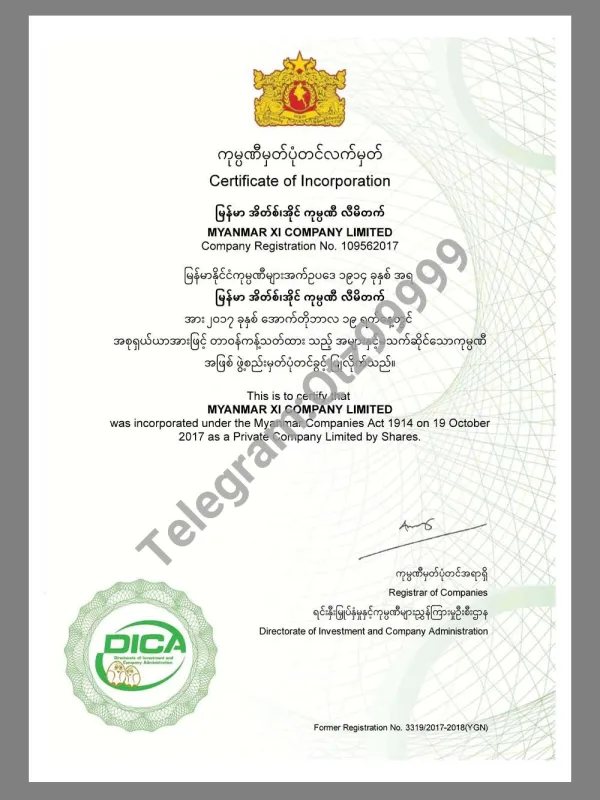 ကုမ္ပဏီမှတ်ပုံတင်လက်မှတ်
Certificate of Incorporation
မြန်မာ အိတ်စ်အိုင် ကုမ္ပဏီ လီမိတက်
MYANMAR XI COMPANY LIMITED
Company Registration No. 109562017
မြန်မာနိုင်ငံကုမ္ပဏီများအက်ဥပဒေ ၁၉၁၄ ခုနှစ် အရ
မြန်မာ အိတ်စ်အိုင် ကုမ္ပဏီ လီမိတက်
အား ၂၀၁၇ ခုနှစ် အောက်တိုဘာလ ၁၉ ရက်နေ့တွင်
အစုရှယ်ယာအားဖြင့် တာဝန်ကန့်သတ်ထား သည့် အများနှင့်မသက်ဆိုင်သောကုမ္ပဏီ
အဖြစ် ဖွဲ့စည်းမှတ်ပုံတင်ခွင့် ပြုလိုက်သည်။
This is to certify that
MYANMAR XI COMPANY LIMITED
was incorporated under the Myanmar Companies Act 1914 on 19 October
2017 as a Private Company Limited by Shares.
Telegram:Qtz99999
ကုမ္ပဏီမှတ်ပုံတင်အရာရှိ
Registrar of Companies
ရင်းနှီးမြှုပ်နှံမှုနှင့်ကုမ္ပဏီများညွှန်ကြားမှုဦးစီးဌာန
Directorate of Investment and Company Administration
DICA
Directorate of Investment and
Company Administration
Former Registration No. 3319/2017-2018(YGN)